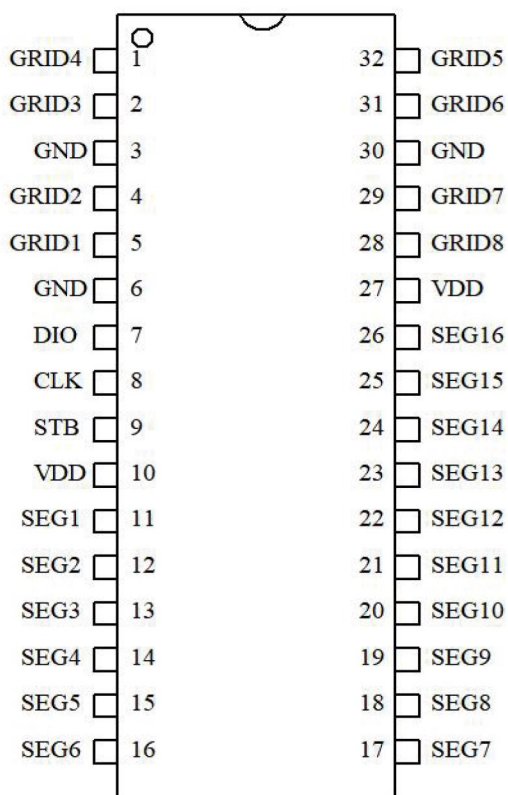 GRID4 1 32 GRID5
GRID3 2 31 GRID6
GND 3 30 GND
GRID2 4 29 GRID7
GRID1 5 28 GRID8
GND 6 27 VDD
DIO 7 26 SEG16
CLK 8 25 SEG15
STB 9 24 SEG14
VDD 10 23 SEG13
SEG1 11 22 SEG12
SEG2 12 21 SEG11
SEG3 13 20 SEG10
SEG4 14 19 SEG9
SEG5 15 18 SEG8
SEG6 16 17 SEG7